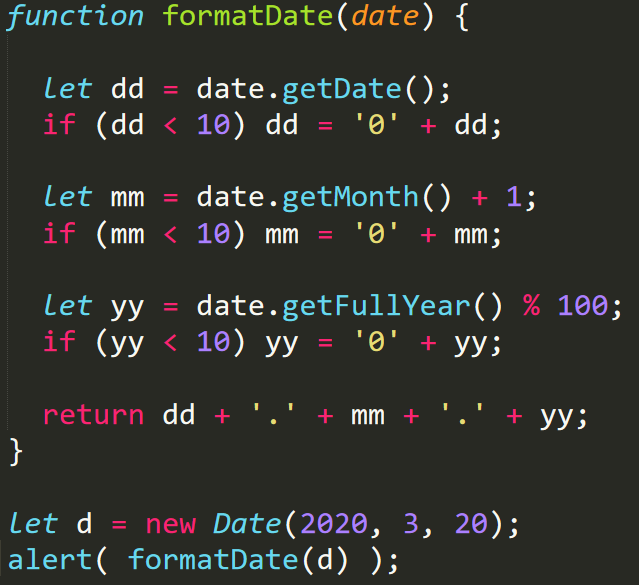 function formatDate(date) {
let dd = date.getDate();
if (dd < 10) dd = '0' + dd;
let mm = date.getMonth() + 1;
if (mm < 10) mm = '0' + mm;
let yy = date.getFullYear() % 100;
if (yy < 10) yy = '0' + yy;
return dd + '.' + mm + '.' + yy;
}
let d = new Date(2020, 3, 20);
alert( formatDate(d) );